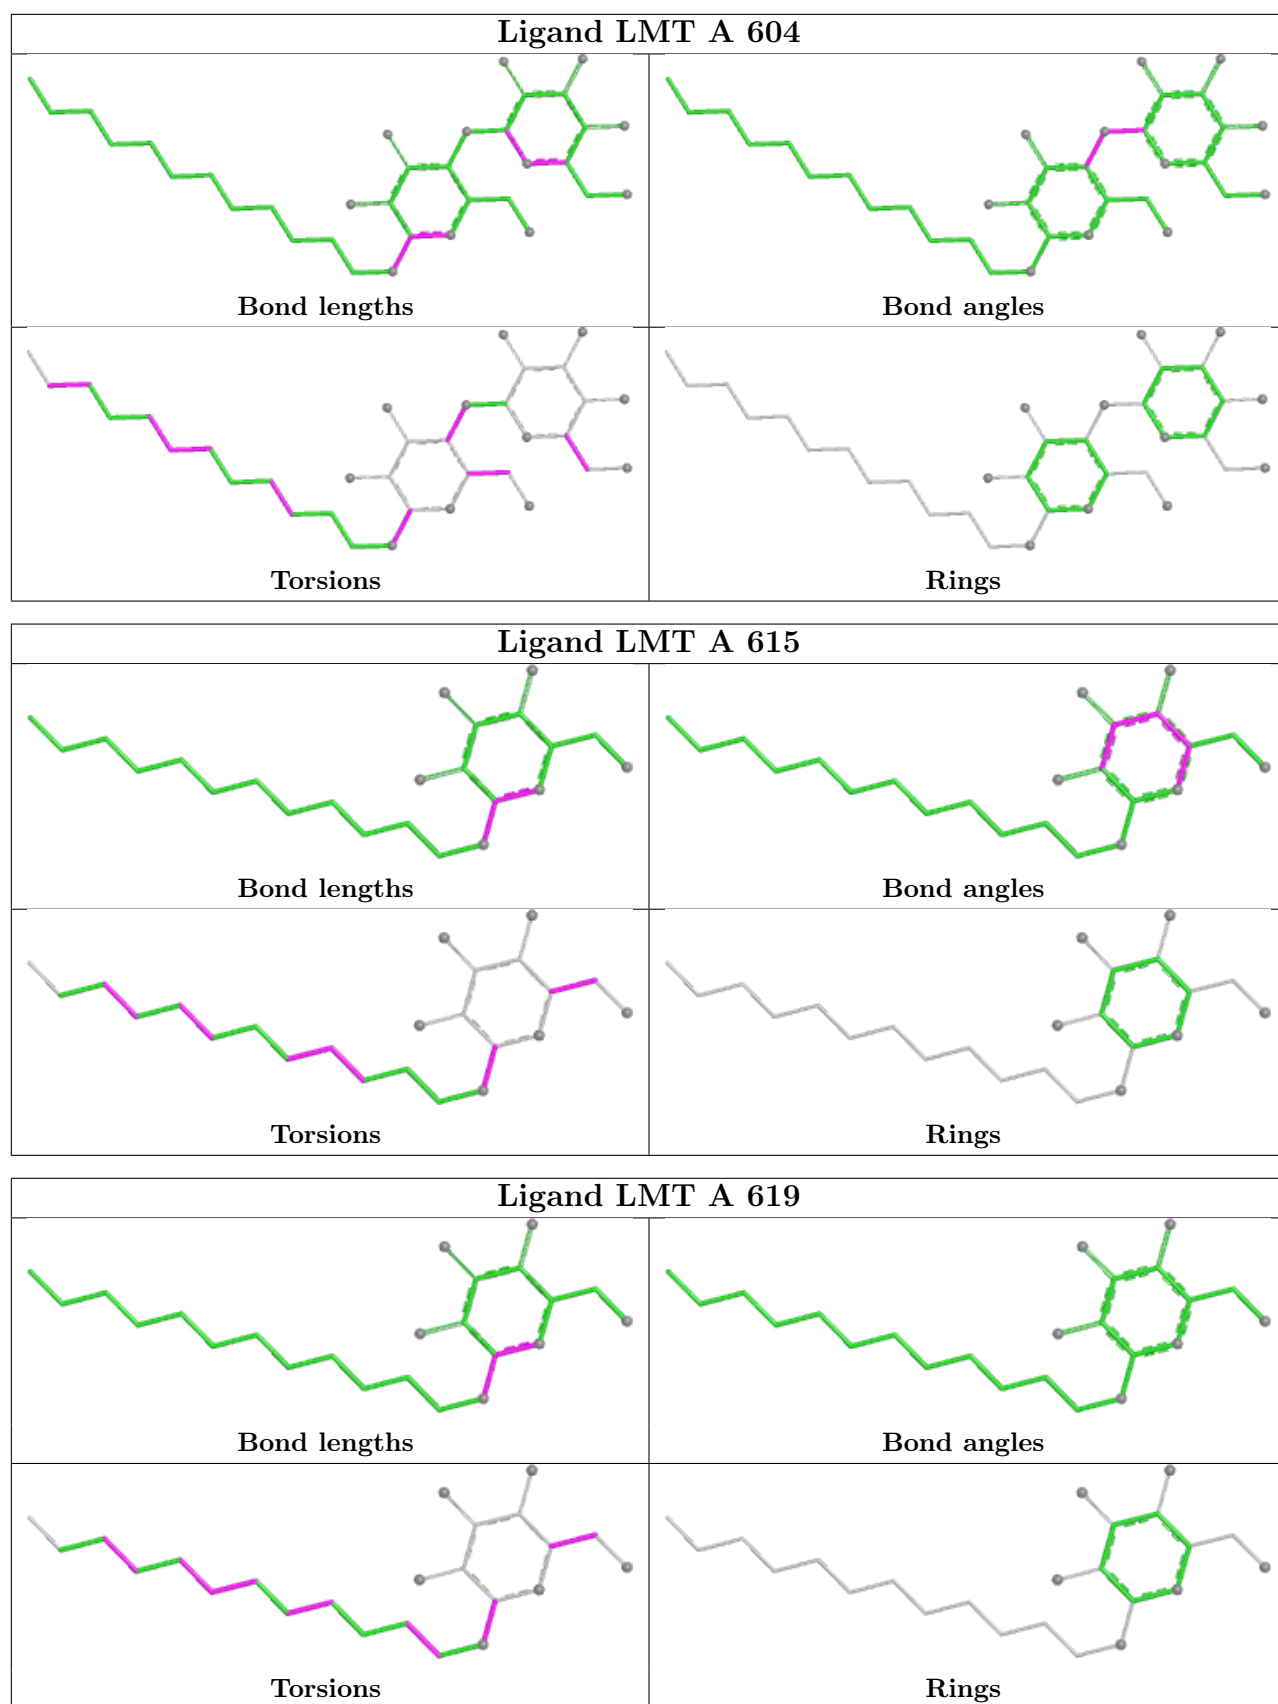 Ligand LMT A 604
Bond lengths
Bond angles
Torsions
Rings
Ligand LMT A 615
Bond lengths
Bond angles
Torsions
Rings
Ligand LMT A 619
Bond lengths
Bond angles
Torsions
Rings